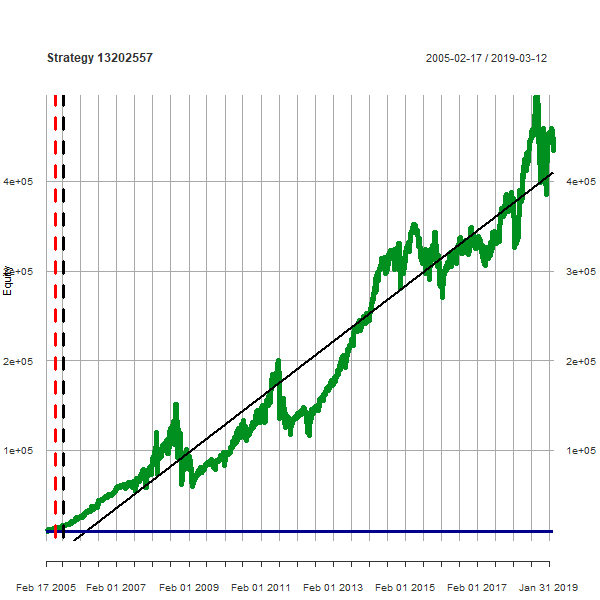 Strategy 13202557
2005-02-17 / 2019-03-12
4e+05
4e+05
3e+05
3e+05
Equity
2e+05
2e+05
1e+05
1e+05
Feb 17 2005
Feb 01 2007
Feb 01 2009
Feb 01 2011
Feb 01 2013
Feb 01 2015
Feb 01 2017
Jan 31 2019